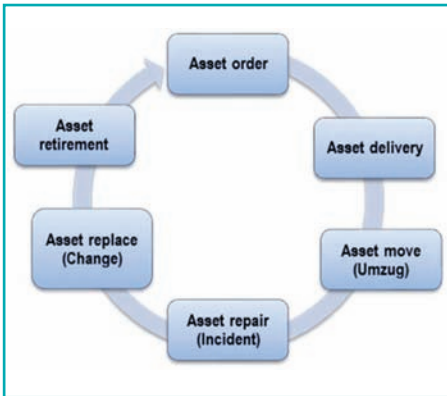 Asset order
Asset delivery
Asset move
(Umzug)
Asset repair
(Incident)
Asset replace
(Change)
Asset
retirement